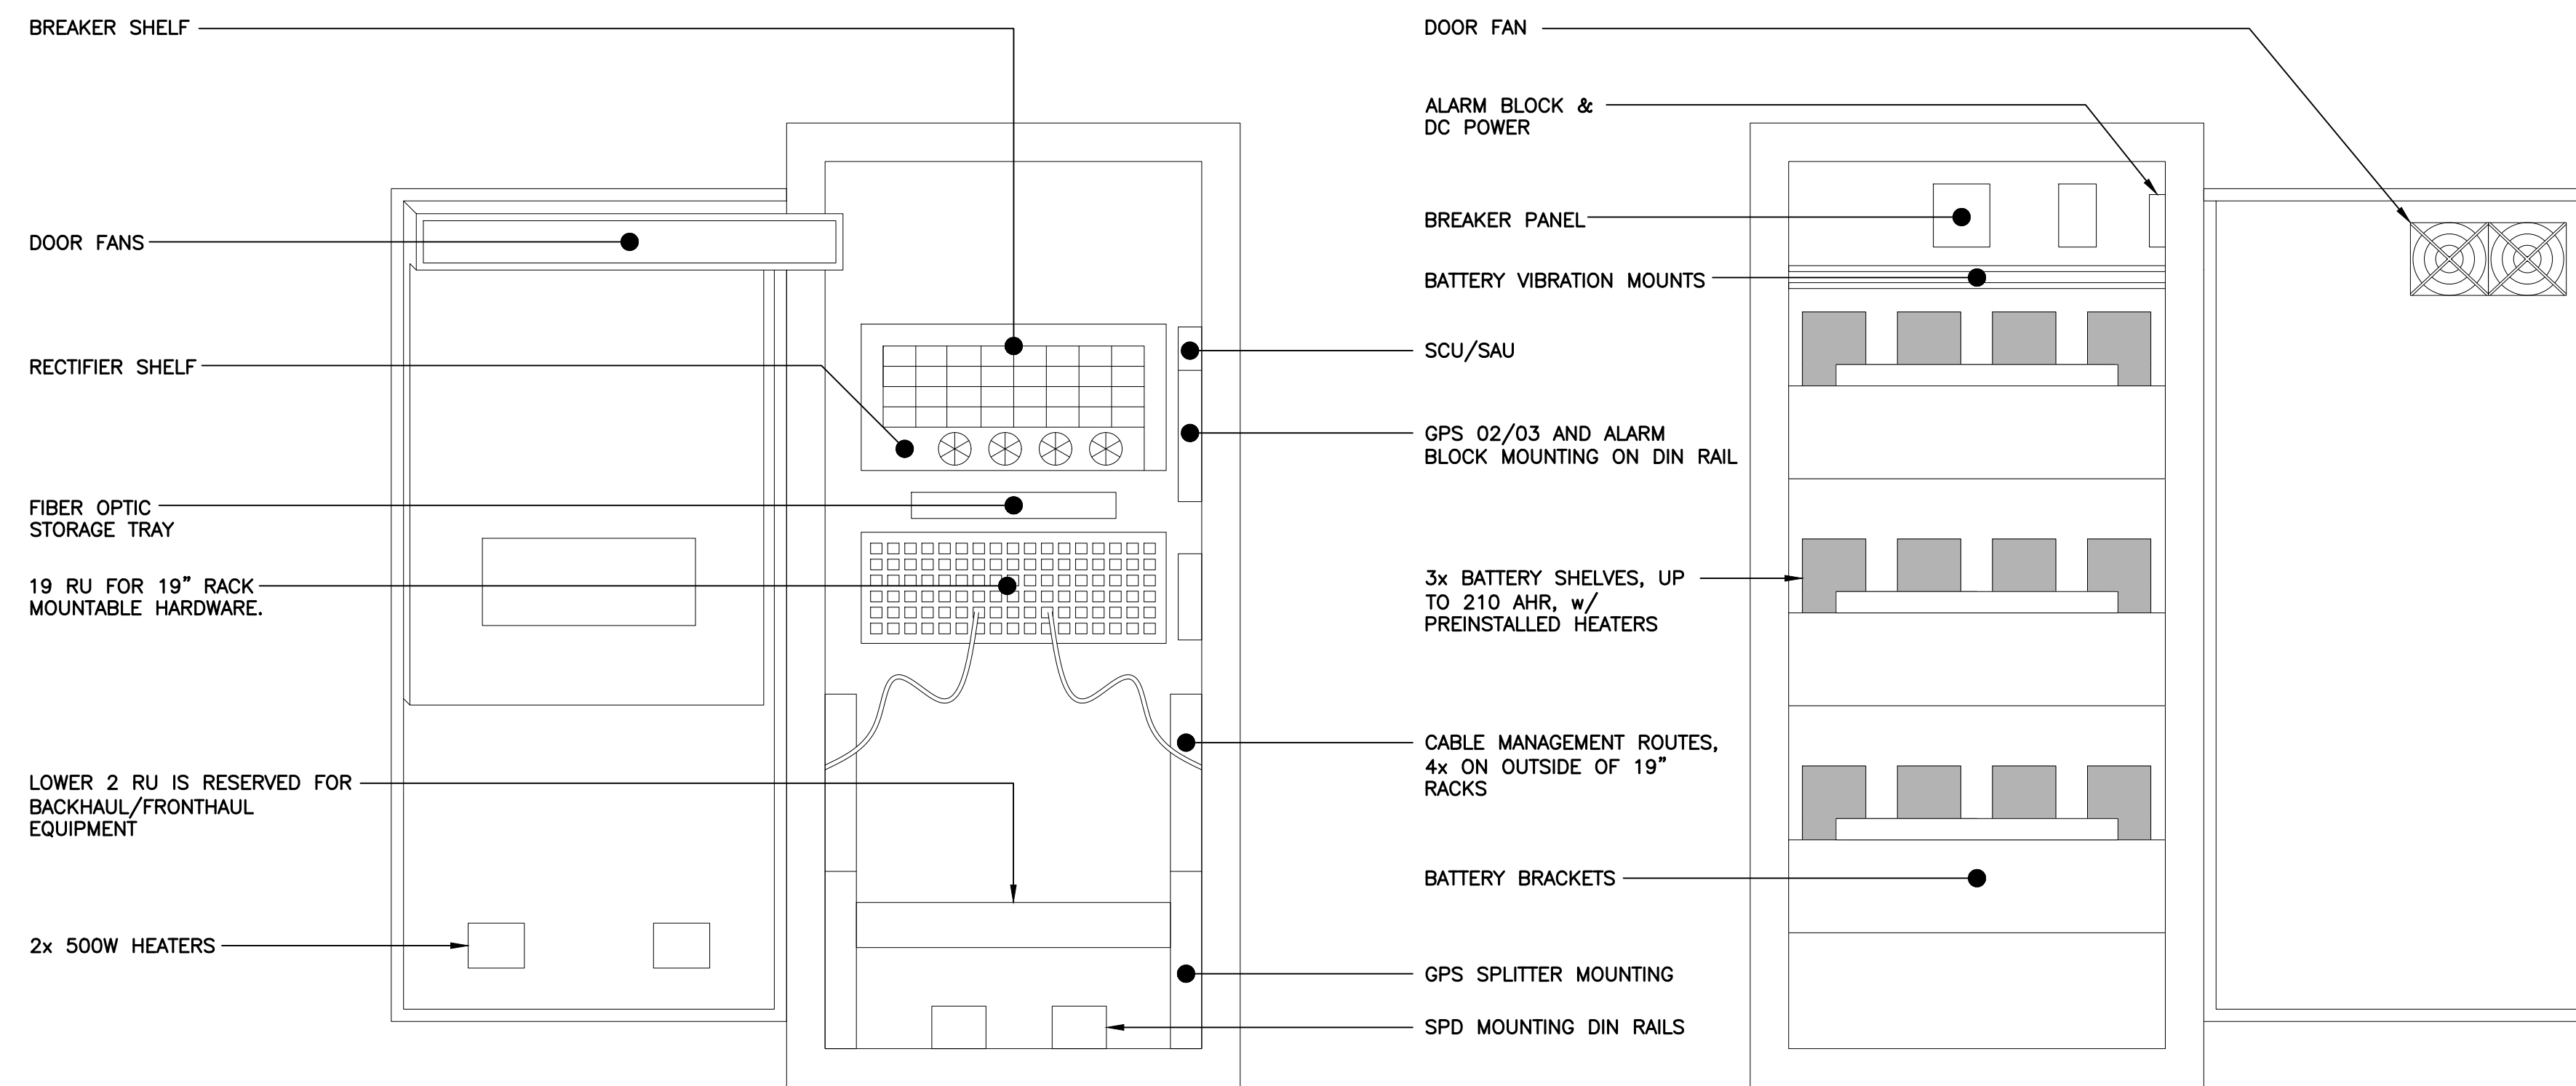 BREAKER SHELF
DOOR FANS
RECTIFIER SHELF
FIBER OPTIC
STORAGE TRAY
19 RU FOR 19” RACK
MOUNTABLE HARDWARE.
LOWER 2 RU IS RESERVED FOR
BACKHAUL/FRONTHAUL
EQUIPMENT
2x 500W HEATERS
DOOR FAN
ALARM BLOCK &
DC POWER
BREAKER PANEL
BATTERY VIBRATION MOUNTS
SCU/SAU
GPS 02/03 AND ALARM
BLOCK MOUNTING ON DIN RAIL
3x BATTERY SHELVES, UP
TO 210 AHR, w/
PREINSTALLED HEATERS
CABLE MANAGEMENT ROUTES,
4x ON OUTSIDE OF 19”
RACKS
BATTERY BRACKETS
GPS SPLITTER MOUNTING
SPD MOUNTING DIN RAILS